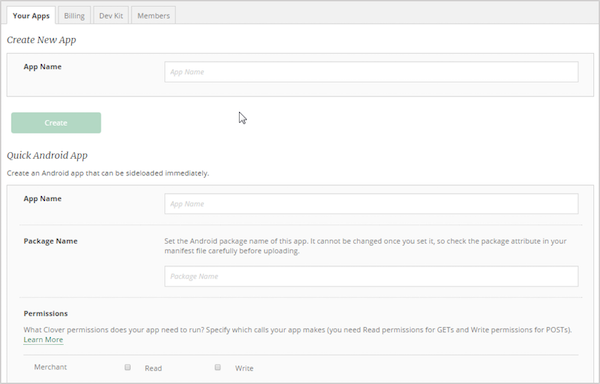 Your Apps Billing Dev Kit Members
Create New App
App Name App Name
Create
Quick Android App
Create an Android app that can be sideloaded immediately.
App Name App Name
Package Name Set the Android package name of this app. It cannot be changed once you set it, so check the package attribute in your
manifest file carefully before uploading.
Package Name
Permissions
What Clover permissions does your app need to run? Specify which calls your app makes (you need Read permissions for GETs and Write permissions for POSTs).
Learn More
Merchant Read Write